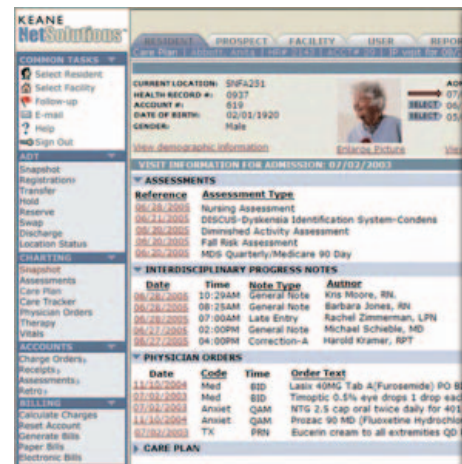 KEANE
NetSolutions
RESIDENT PROSPECT FACILITY USER REPOR
Care Plan
COMMON TASKS
Select Resident
Select Facility
Follow-up
E-mail
? Help
Sign Out
ADT
Snapshot
Registrations
Transfer
Hold
Reserve
Swap
Discharge
Location Status
CHARTING
Snapshot
Assessments
Care Plan
Care Tracker
Physician Orders
Therapy
Vitals
ACCOUNTS
Charge Orders
Receipts
Assessments
Retro
BILLING
Calculate Charges
Reset Account
Generate Bills
Paper Bills
Electronic Bills
CURRENT LOCATION: SNFA251
HEALTH RECORD #: 0937
ACCOUNT #: 619
DATE OF BIRTH: 02/01/1920
GENDER: Male
View demographic information
Enlarge Picture
AD
07/
SELECT 06/
SELECT 05/
VISIT INFORMATION FOR ADMISSION: 07/02/2003
ASSESSMENTS
Reference Assessment Type
06/28/2005 Nursing Assessment
06/21/2005 DISCUS-Dyskensia Identification System-Condens
06/20/2005 Diminished Activity Assessment
06/20/2005 Fall Risk Assessment
06/20/2005 MDS Quarterly/Medicare 90 Day
INTERDISCIPLINARY PROGRESS NOTES
Date Time Note Type Author
06/28/2005 10:29AM General Note Kris Moore, RN.
06/28/2005 08:25AM General Note Barbara Jones, RN
06/28/2005 07:00AM Late Entry Rachel Zimmerman, LPN
06/27/2005 02:00PM General Note Michael Schieble, MD
06/27/2005 04:04PM Correction-A Harold Kramer, RPT
PHYSICIAN ORDERS
Date Code Time Order Text
11/10/2004 Med BID Lasix 40MG Tab A(Furosemide) PO B
07/02/2003 Med BID Timoptic 0.5% eye drops 1 drop eac
07/02/2003 Anxiet QAM NTG 2.5 cap oral twice daily for 401
11/10/2004 Anxiet QAM Prozac 90 MD (Fluoxetine Hydrochlo
07/02/2003 TX PRN Eucerin cream to all extremities QD
CARE PLAN